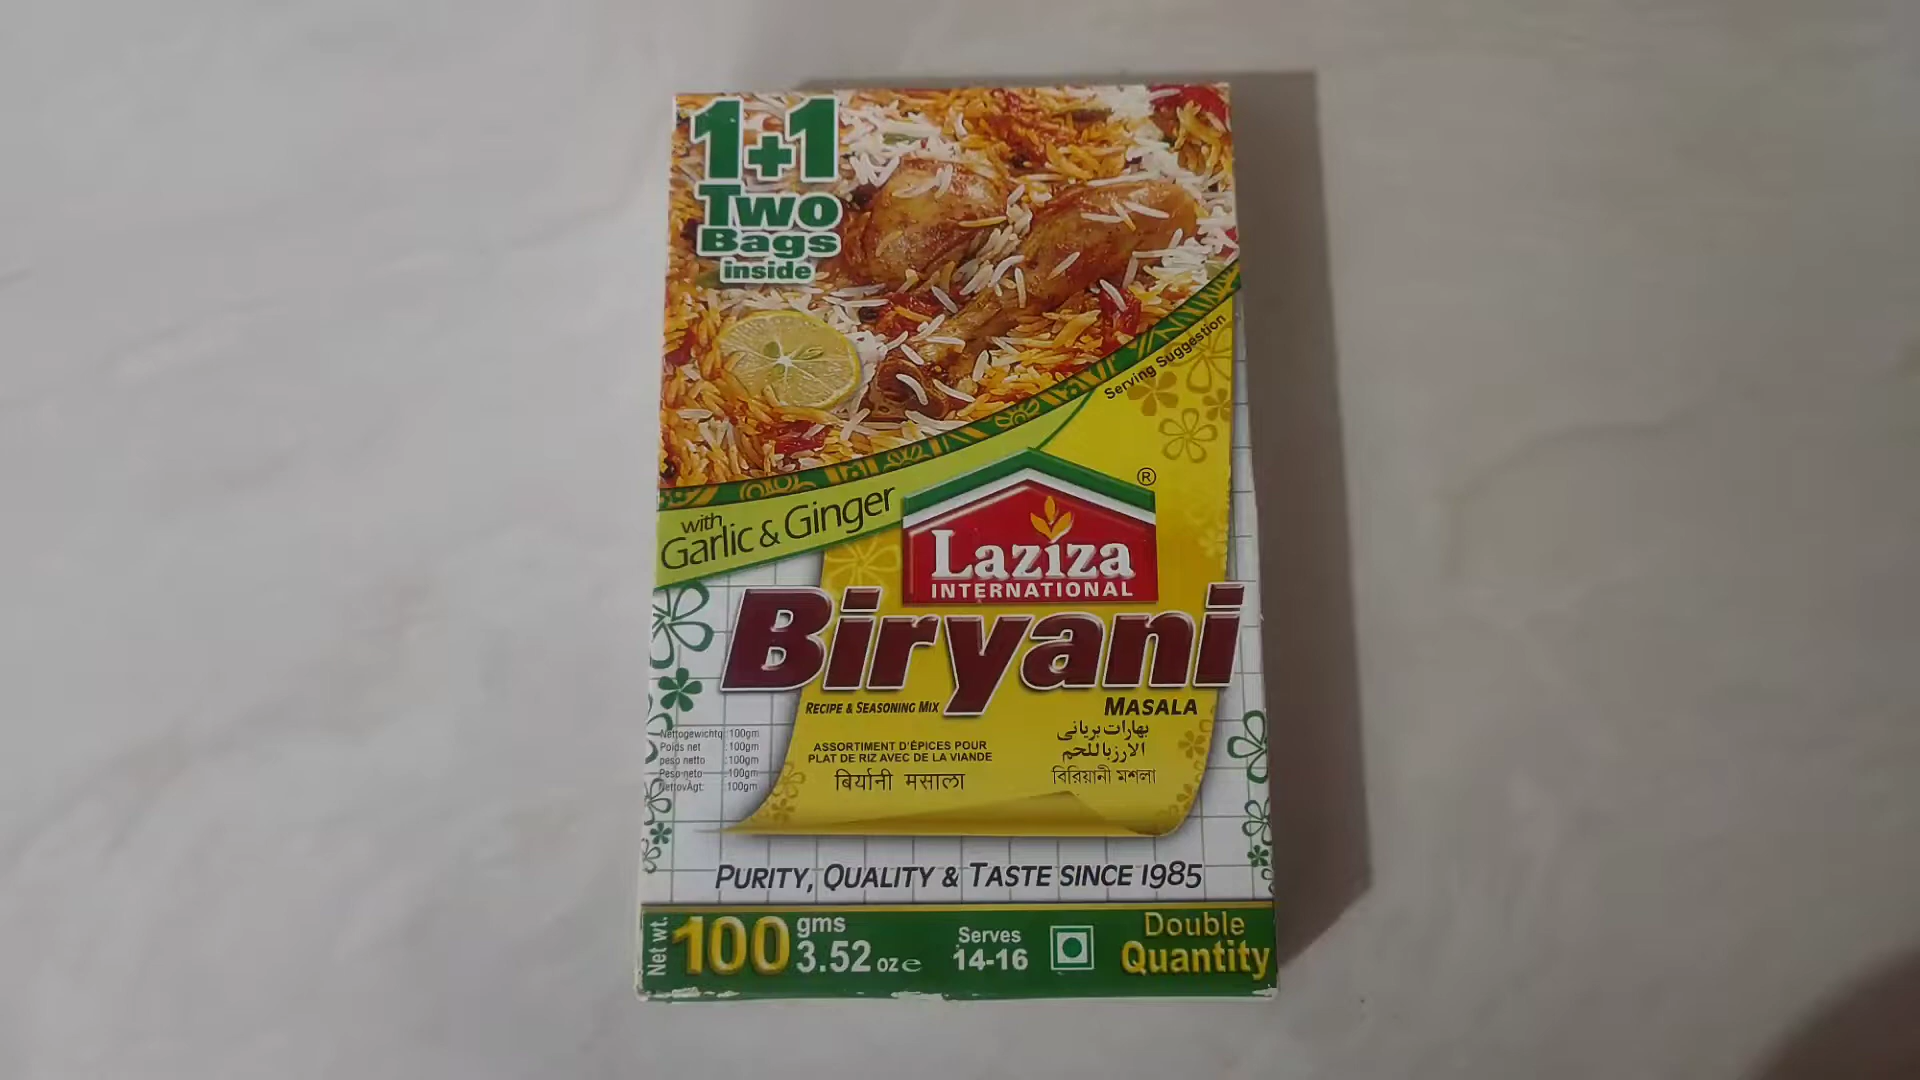 1+1
Two
Bags
inside
Serving Suggestion
with
Garlic & Ginger
®
Laziza
INTERNATIONAL
Biryani
RECIPE & SEASONING MIX
MASALA
بهارات بریانی
الارز باللحم
Nettogewichtq :100gm
Poids net :100gm
peso netto :100gm
Peso neto :100gm
NettovAgt: :100gm
ASSORTIMENT D'ÉPICES POUR
PLAT DE RIZ AVEC DE LA VIANDE
बिर्यानी मसाला
বিরিয়ানী মশলা
PURITY, QUALITY & TASTE SINCE 1985
Net wt. 100 gms
3.52 oz e
Serves
14-16
Double
Quantity